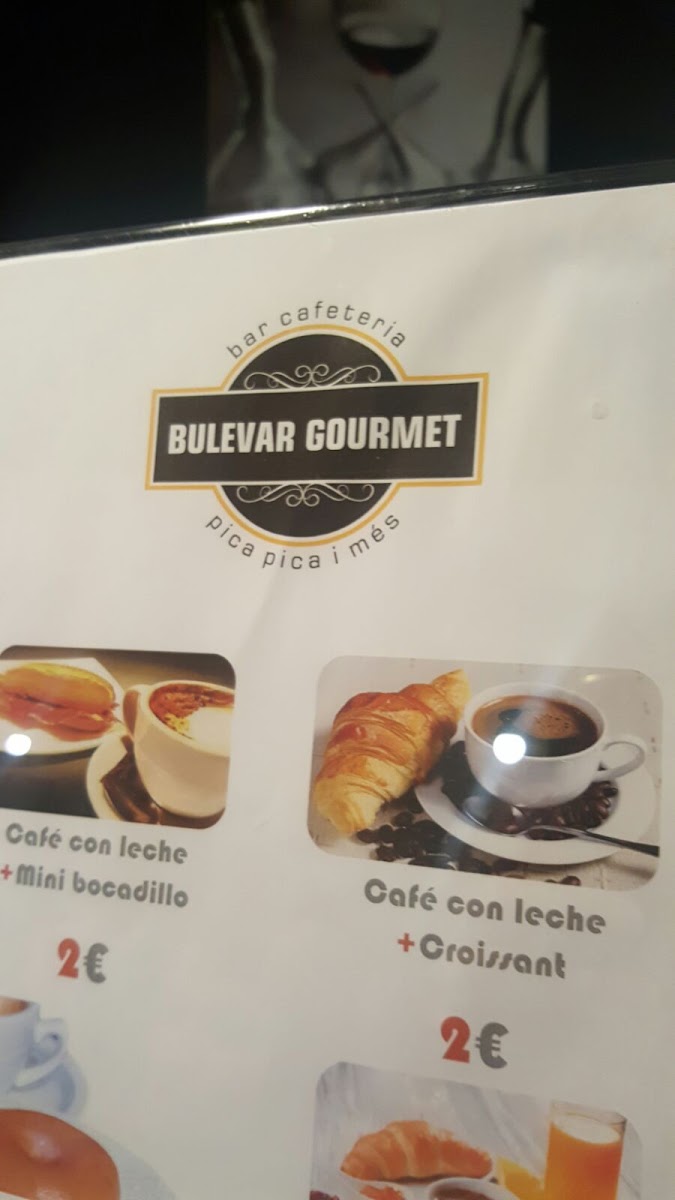 bar cafeteria
BULEVAR GOURMET
pica pica i més
Café con leche
+Mini bocadillo
2€
Café con leche
+Croissant
2€